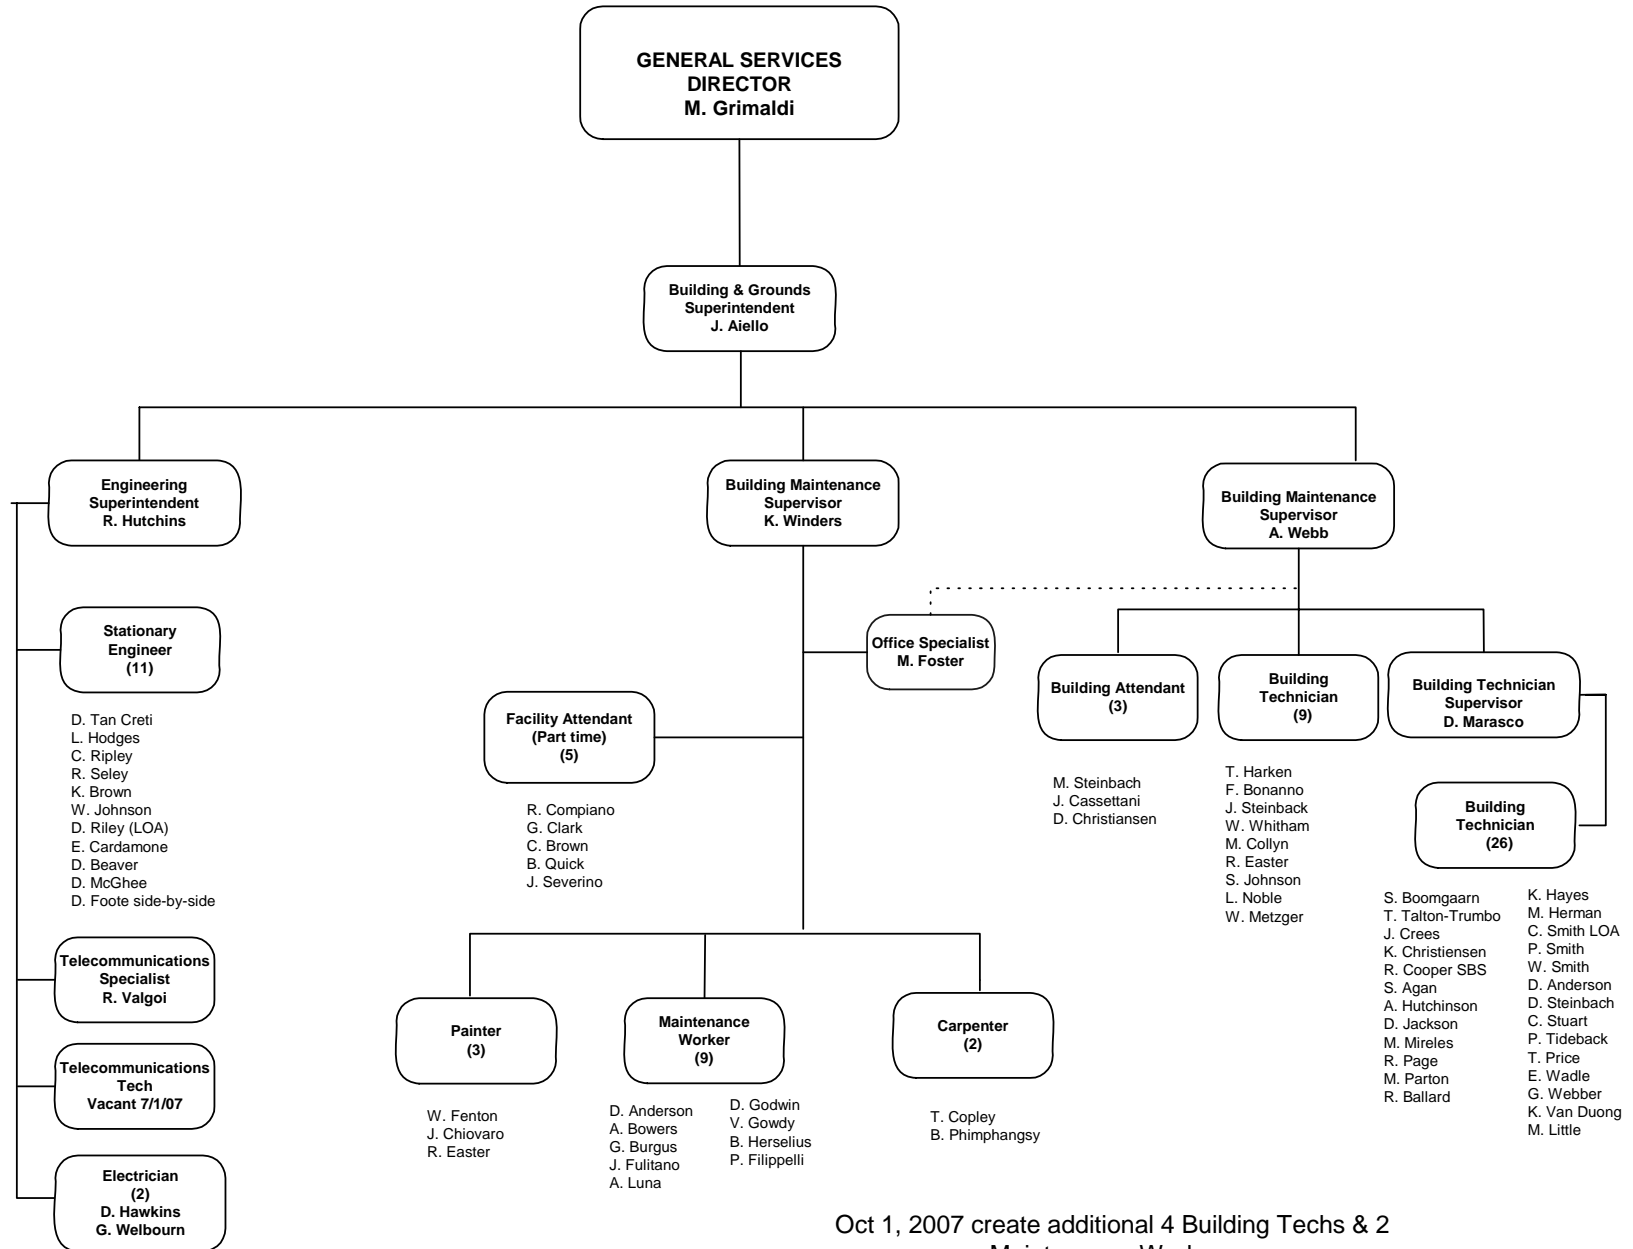 GENERAL SERVICES
DIRECTOR
M. Grimaldi
Building & Grounds
Superintendent
J. Aiello
Engineering
Superintendent
R. Hutchins
Building Maintenance
Supervisor
K. Winders
Building Maintenance
Supervisor
A. Webb
Stationary
Engineer
(11)
D. Tan Creti
L. Hodges
C. Ripley
R. Seley
K. Brown
W. Johnson
D. Riley (LOA)
E. Cardamone
D. Beaver
D. McGhee
D. Foote side-by-side
Telecommunications
Specialist
R. Valgoi
Telecommunications
Tech
Vacant 7/1/07
Electrician
(2)
D. Hawkins
G. Welbourn
Office Specialist
M. Foster
Facility Attendant
(Part time)
(5)
R. Compiano
G. Clark
C. Brown
B. Quick
J. Severino
Painter
(3)
W. Fenton
J. Chiovaro
R. Easter
Maintenance
Worker
(9)
D. Anderson
A. Bowers
G. Burgus
J. Fulitano
A. Luna
D. Godwin
V. Gowdy
B. Herselius
P. Filippelli
Carpenter
(2)
T. Copley
B. Phimphangsy
Building Attendant
(3)
M. Steinbach
J. Cassettani
D. Christiansen
Building
Technician
(9)
T. Harken
F. Bonanno
J. Steinback
W. Whitham
M. Collyn
R. Easter
S. Johnson
L. Noble
W. Metzger
Building Technician
Supervisor
D. Marasco
Building
Technician
(26)
S. Boomgaarn
T. Talton-Trumbo
J. Crees
K. Christiensen
R. Cooper SBS
S. Agan
A. Hutchinson
D. Jackson
M. Mireles
R. Page
M. Parton
R. Ballard
K. Hayes
M. Herman
C. Smith LOA
P. Smith
W. Smith
D. Anderson
D. Steinbach
C. Stuart
P. Tideback
T. Price
E. Wadle
G. Webber
K. Van Duong
M. Little
Oct 1, 2007 create additional 4 Building Techs & 2